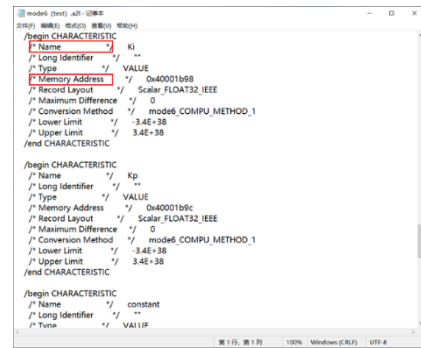 mode6 (test) .a2l - 记事本
文件(F) 编辑(E) 格式(O) 查看(V) 帮助(H)
/begin CHARACTERISTIC
/* Name */ Ki
/* Long Identifier */ ""
/* Type */ VALUE
/* Memory Address */ 0x40001b98
/* Record Layout */ Scalar_FLOAT32_IEEE
/* Maximum Difference */ 0
/* Conversion Method */ mode6_COMPU_METHOD_1
/* Lower Limit */ -3.4E+38
/* Upper Limit */ 3.4E+38
/end CHARACTERISTIC
/begin CHARACTERISTIC
/* Name */ Kp
/* Long Identifier */ ""
/* Type */ VALUE
/* Memory Address */ 0x40001b9c
/* Record Layout */ Scalar_FLOAT32_IEEE
/* Maximum Difference */ 0
/* Conversion Method */ mode6_COMPU_METHOD_1
/* Lower Limit */ -3.4E+38
/* Upper Limit */ 3.4E+38
/end CHARACTERISTIC
/begin CHARACTERISTIC
/* Name */ constant
/* Long Identifier */ ""
/* Type */ VALUE
第 1 行, 第 1 列 100% Windows (CRLF) UTF-8